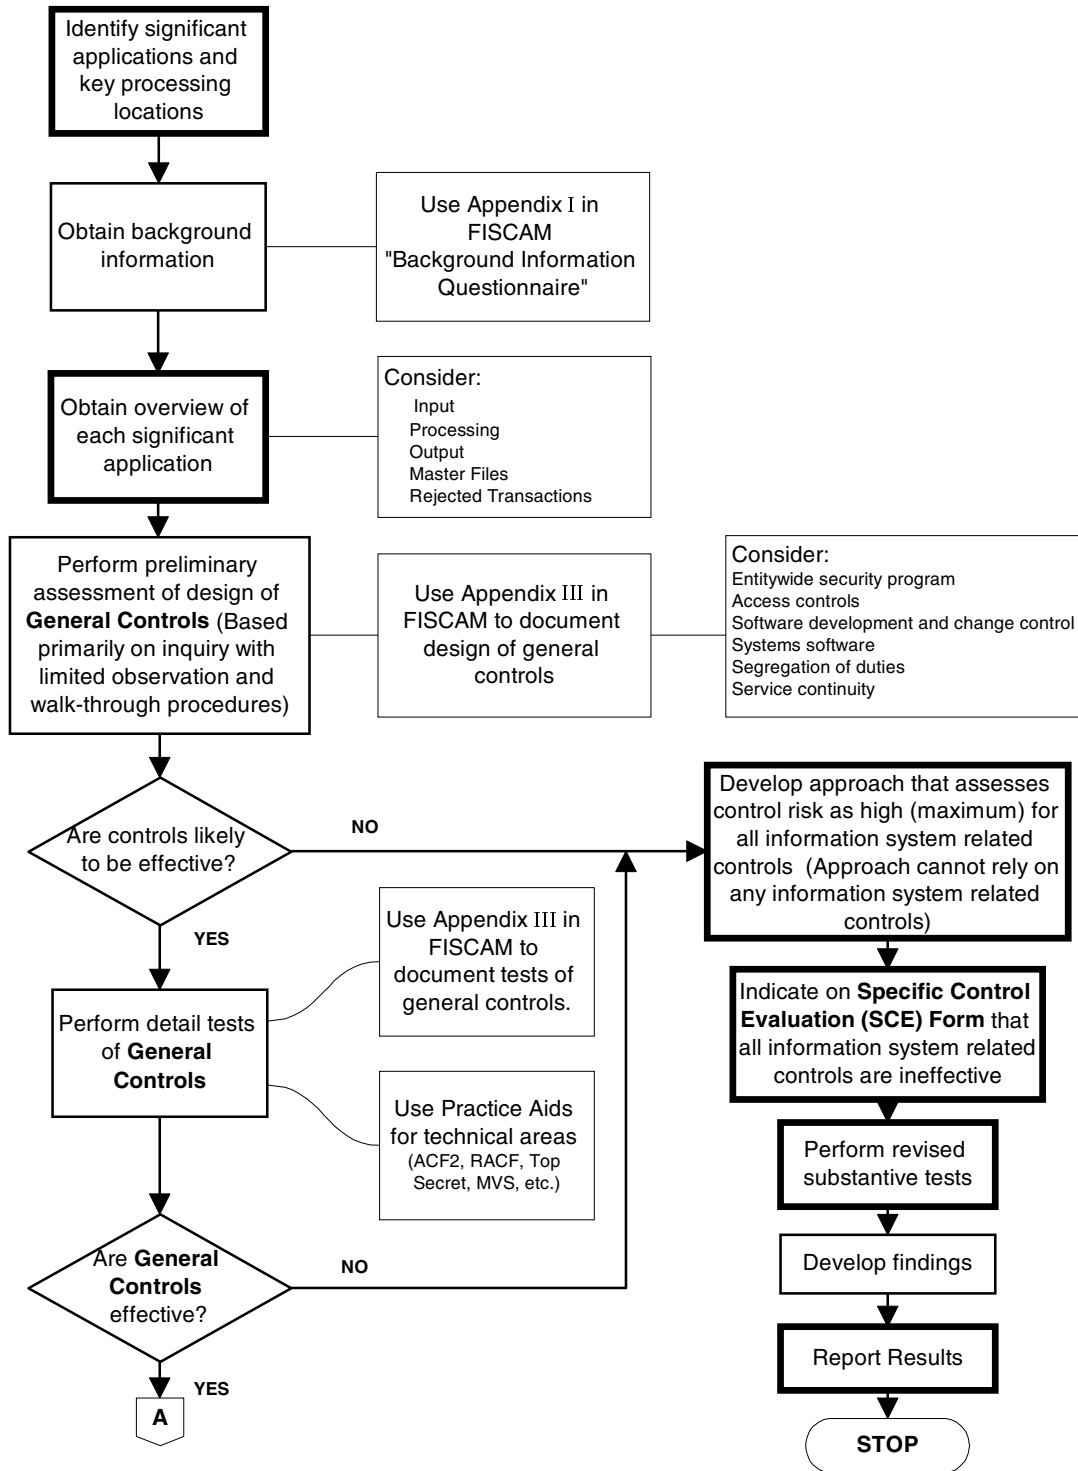 Identify significant
applications and
key processing
locations
Obtain background
information
Use Appendix I in
FISCAM
"Background Information
Questionnaire"
Obtain overview of
each significant
application
Consider:
Input
Processing
Output
Master Files
Rejected Transactions
Perform preliminary
assessment of design of
General Controls (Based
primarily on inquiry with
limited observation and
walk-through procedures)
Use Appendix III in
FISCAM to document
design of general
controls
Consider:
Entitywide security program
Access controls
Software development and change control
Systems software
Segregation of duties
Service continuity
Are controls likely
to be effective?
NO
YES
Develop approach that assesses
control risk as high (maximum) for
all information system related
controls (Approach cannot rely on
any information system related
controls)
Use Appendix III in
FISCAM to
document tests of
general controls.
Perform detail tests
of General
Controls
Use Practice Aids
for technical areas
(ACF2, RACF, Top
Secret, MVS, etc.)
Indicate on Specific Control
Evaluation (SCE) Form that
all information system related
controls are ineffective
Perform revised
substantive tests
Are General
Controls
effective?
NO
YES
A
Develop findings
Report Results
STOP